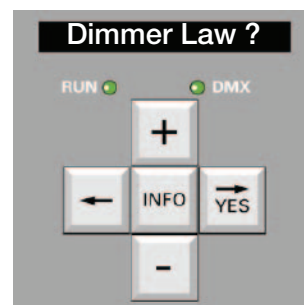 Dimmer Law ?
RUN DMX
+
← INFO → YES
-